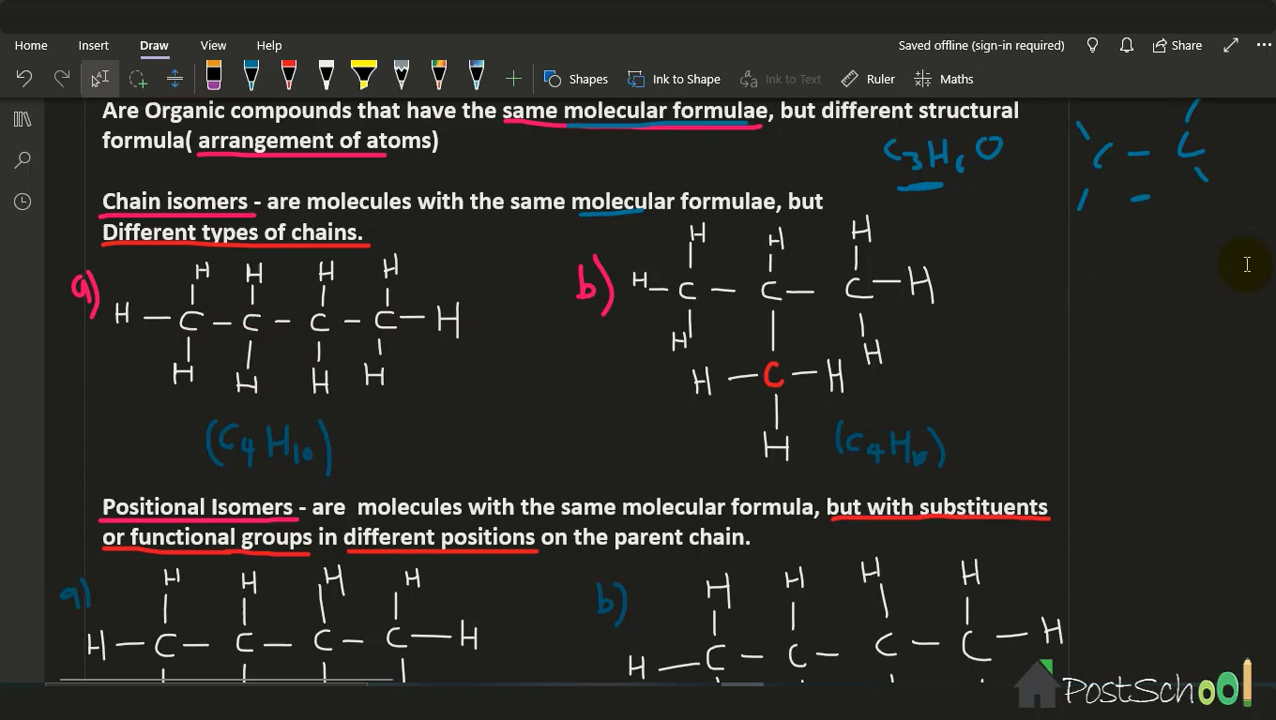 Home Insert Draw View Help Saved offline (sign-in required) Share
Shapes Ink to Shape Ink to Text Ruler Maths
Are Organic compounds that have the same molecular formulae, but different structural
formula( arrangement of atoms)
C3H6O
C - C
Chain isomers - are molecules with the same molecular formulae, but
Different types of chains.
a)
H H H H
H - C - C - C - C - H
H H H H
(C4H10)
b)
H H H
H - C - C - C - H
H H
H - C - H
H
(C4H10)
Positional Isomers - are molecules with the same molecular formula, but with substituents
or functional groups in different positions on the parent chain.
a)
H H H H
H - C - C - C - C - H
b)
H H H H
H - C - C - C - C - H
PostSchool